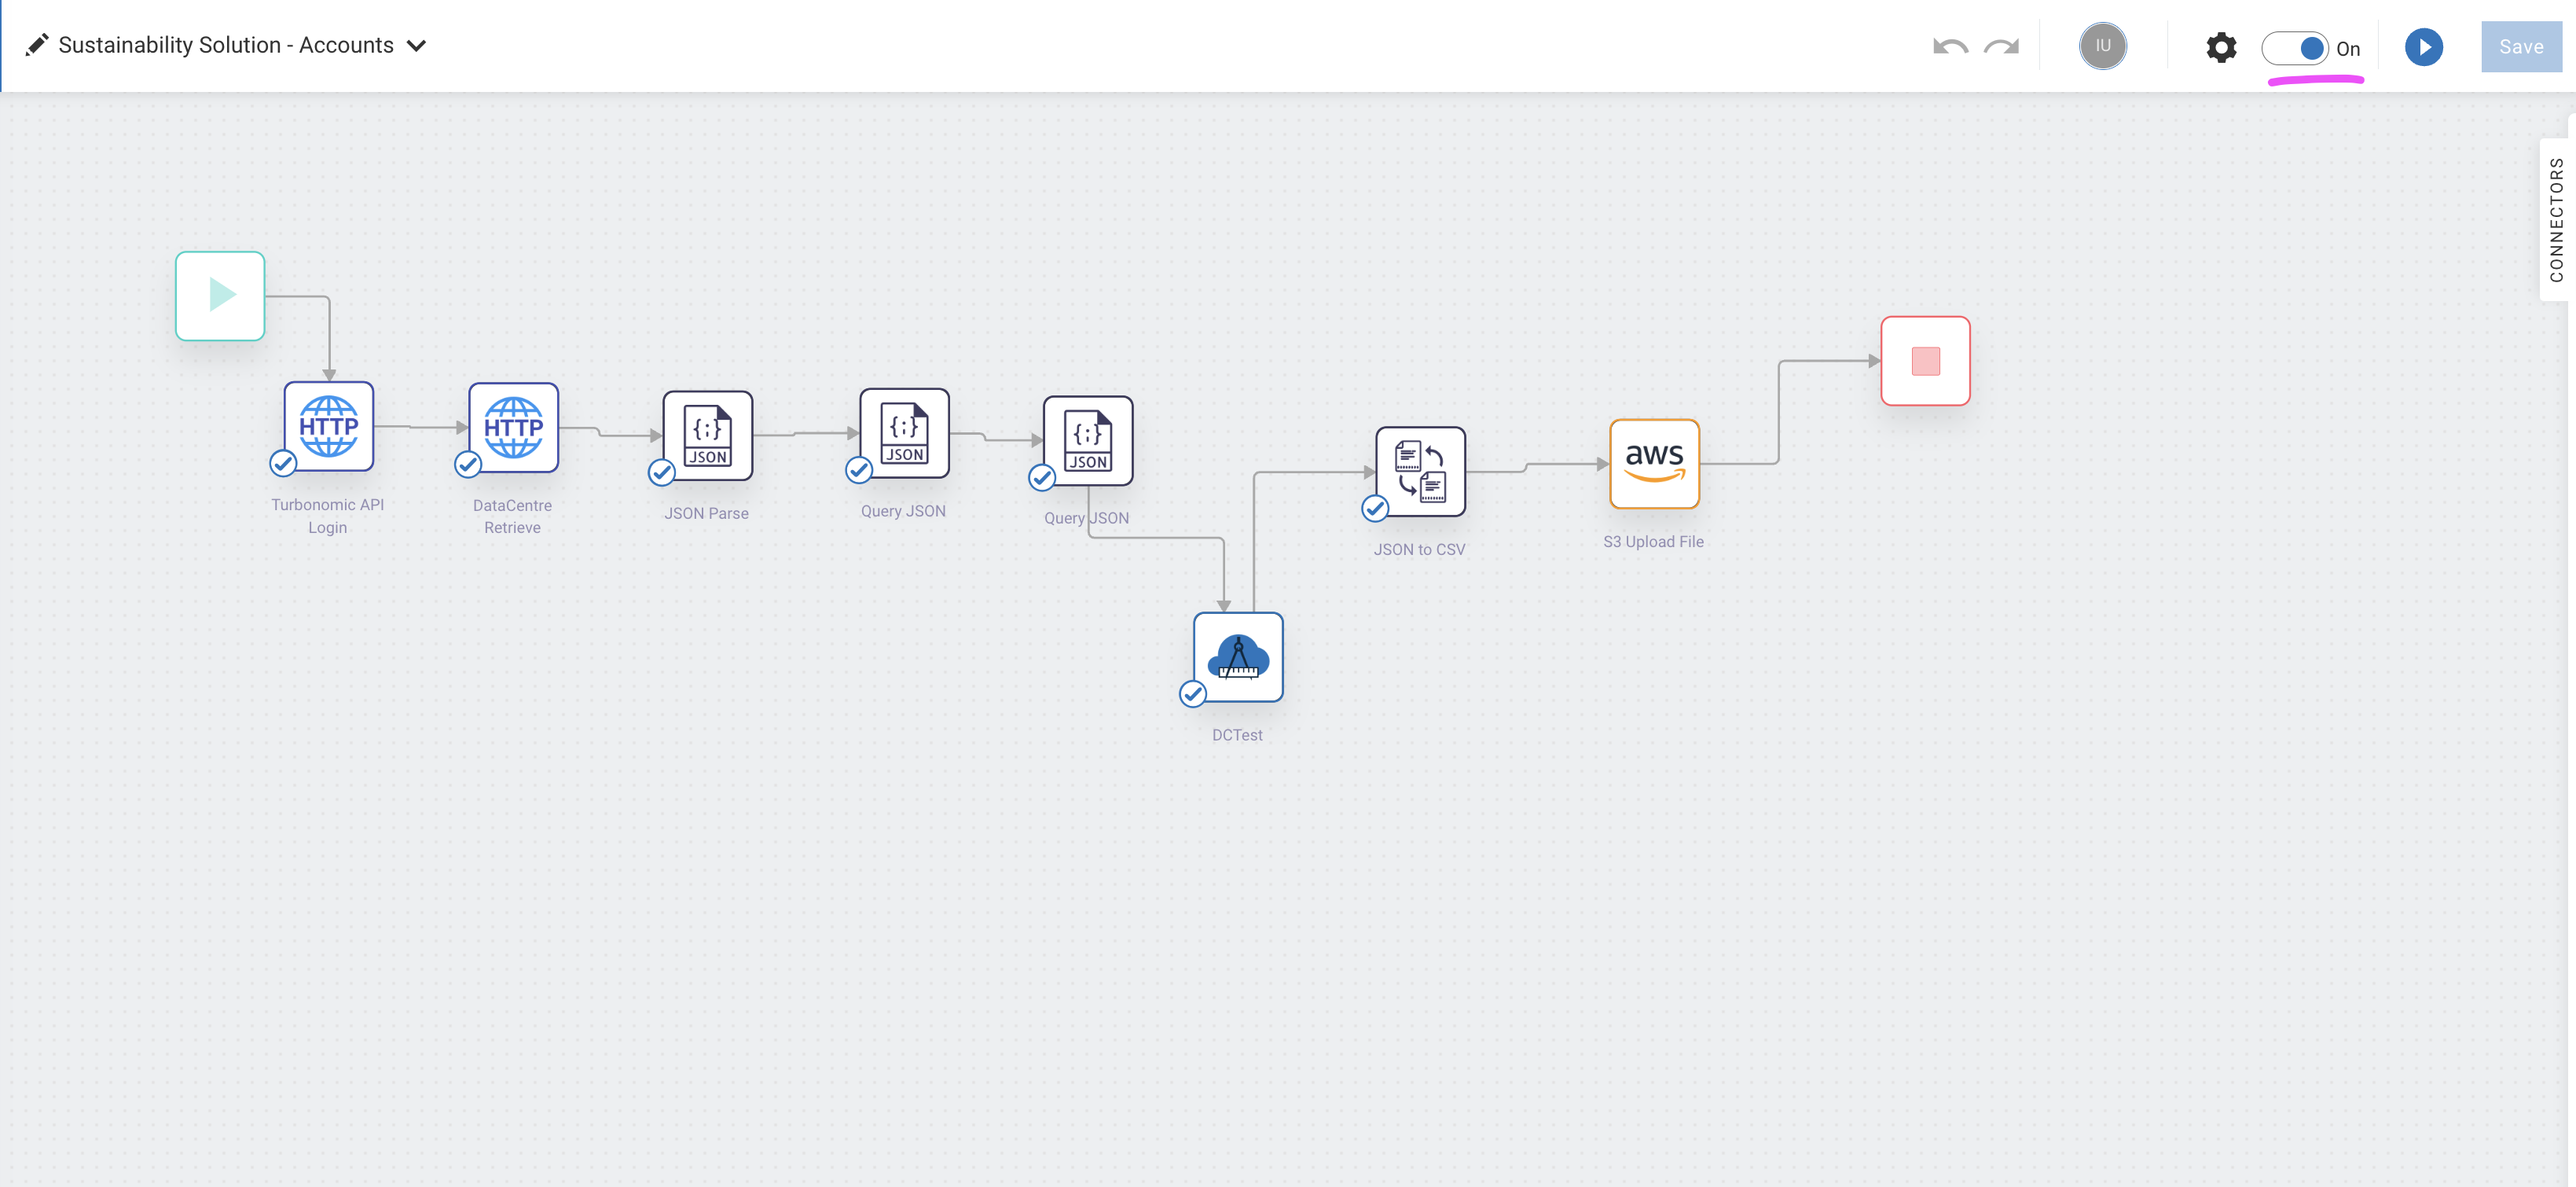 Sustainability Solution - Accounts
IU
On
Save
CONNECTORS
HTTP
Turbonomic API
Login
HTTP
DataCentre
Retrieve
{;}
JSON
JSON Parse
{;}
JSON
Query JSON
{;}
JSON
Query JSON
DCTest
JSON to CSV
aws
S3 Upload File